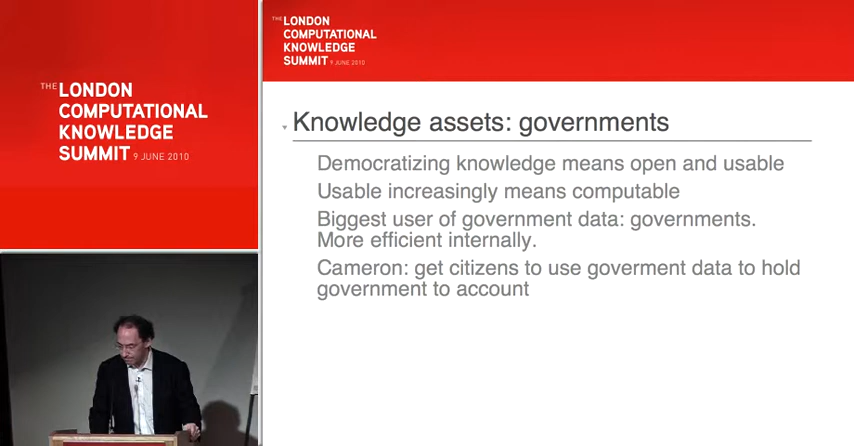 THE LONDON
COMPUTATIONAL
KNOWLEDGE
SUMMIT 9 JUNE 2010
THE LONDON
COMPUTATIONAL
KNOWLEDGE
SUMMIT 9 JUNE 2010
Knowledge assets: governments
Democratizing knowledge means open and usable
Usable increasingly means computable
Biggest user of government data: governments.
More efficient internally.
Cameron: get citizens to use goverment data to hold
government to account